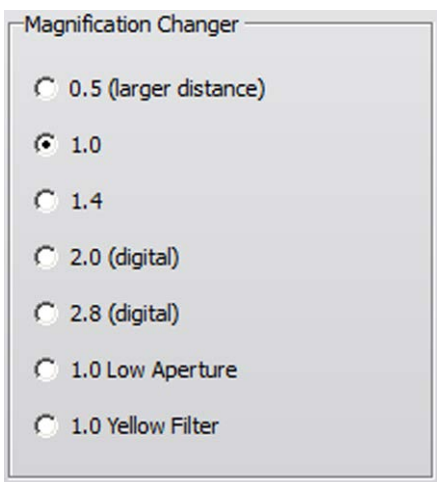 Magnification Changer
0.5 (larger distance)
1.0
1.4
2.0 (digital)
2.8 (digital)
1.0 Low Aperture
1.0 Yellow Filter